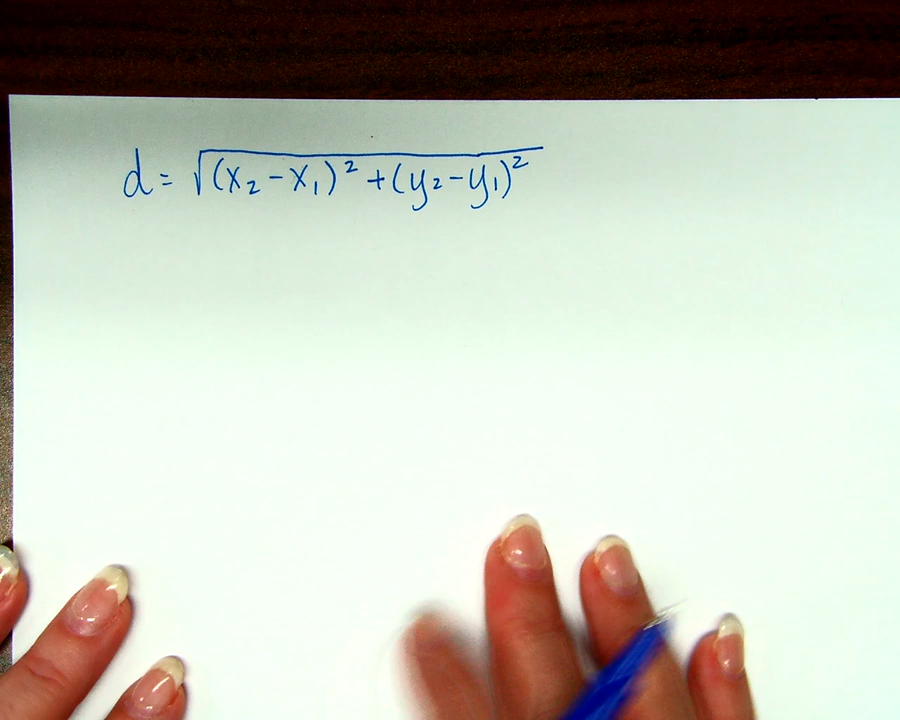 d = √(x₂ - x₁)² + (y₂ - y₁)²